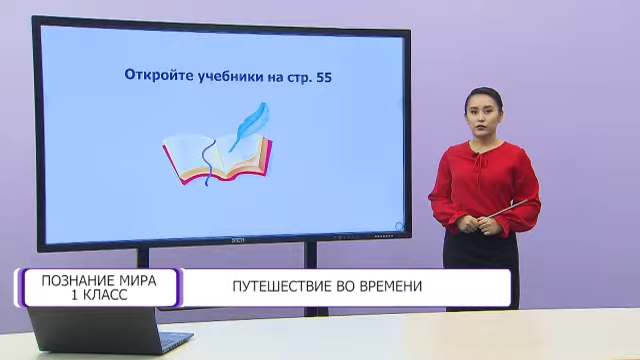 Откройте учебники на стр. 55
ПОЗНАНИЕ МИРА
1 КЛАСС
ПУТЕШЕСТВИЕ ВО ВРЕМЕНИ